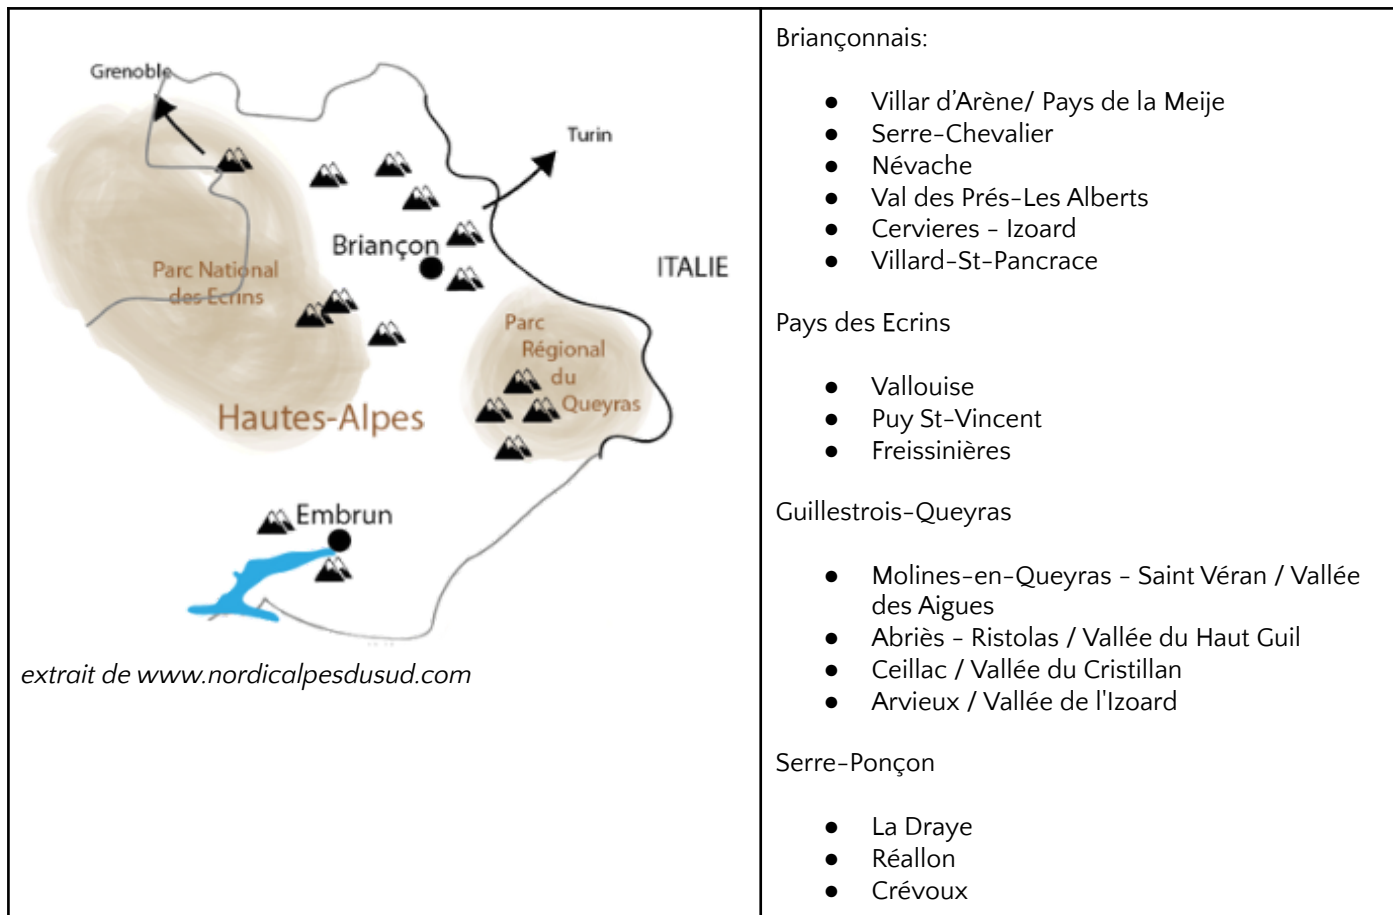 Grenoble
Turin
Briançon
ITALIE
Parc National
des Ecrins
Parc
Régional
du
Queyras
Hautes-Alpes
Embrun
extrait de www.nordicalpesdusud.com
Briançonnais:
● Villar d’Arène/ Pays de la Meije
● Serre-Chevalier
● Névache
● Val des Prés-Les Alberts
● Cervieres - Izoard
● Villard-St-Pancrace
Pays des Ecrins
● Vallouise
● Puy St-Vincent
● Freissinières
Guillestrois-Queyras
● Molines-en-Queyras - Saint Véran / Vallée
des Aigues
● Abriès - Ristolas / Vallée du Haut Guil
● Ceillac / Vallée du Cristillan
● Arvieux / Vallée de l'Izoard
Serre-Ponçon
● La Draye
● Réallon
● Crévoux